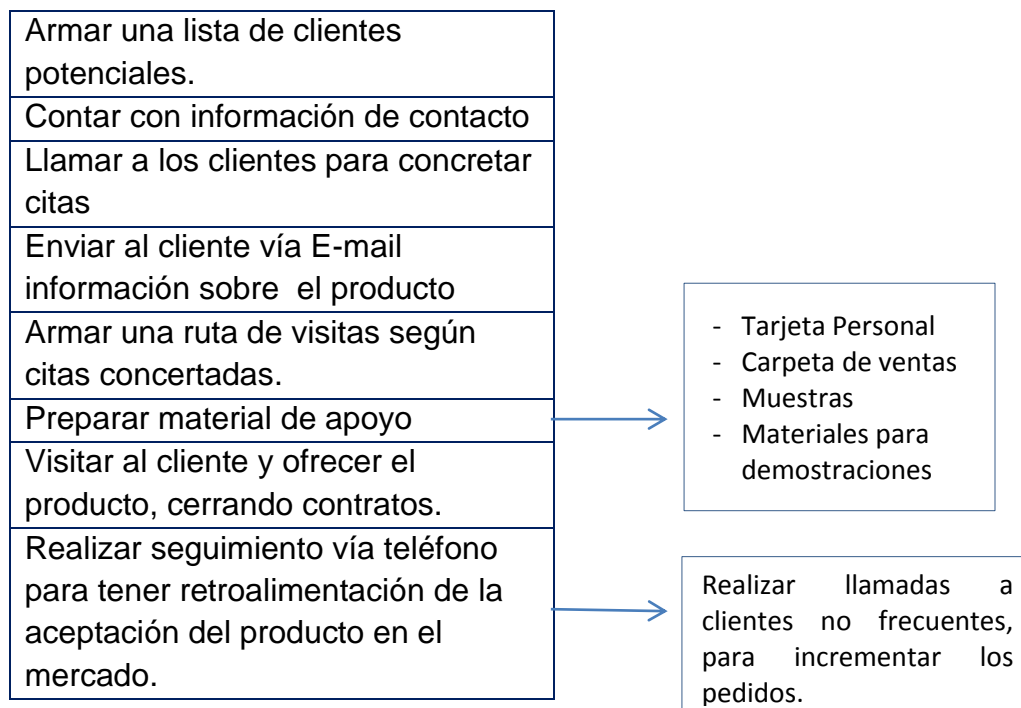 Armar una lista de clientes
potenciales.
Contar con información de contacto
Llamar a los clientes para concretar
citas
Enviar al cliente vía E-mail
información sobre  el producto
Armar una ruta de visitas según
citas concertadas.
Preparar material de apoyo
- Tarjeta Personal
- Carpeta de ventas
- Muestras
- Materiales para
demostraciones
Visitar al cliente y ofrecer el
producto, cerrando contratos.
Realizar seguimiento vía teléfono
para tener retroalimentación de la
aceptación del producto en el
mercado.
Realizar llamadas a
clientes no frecuentes,
para incrementar los
pedidos.